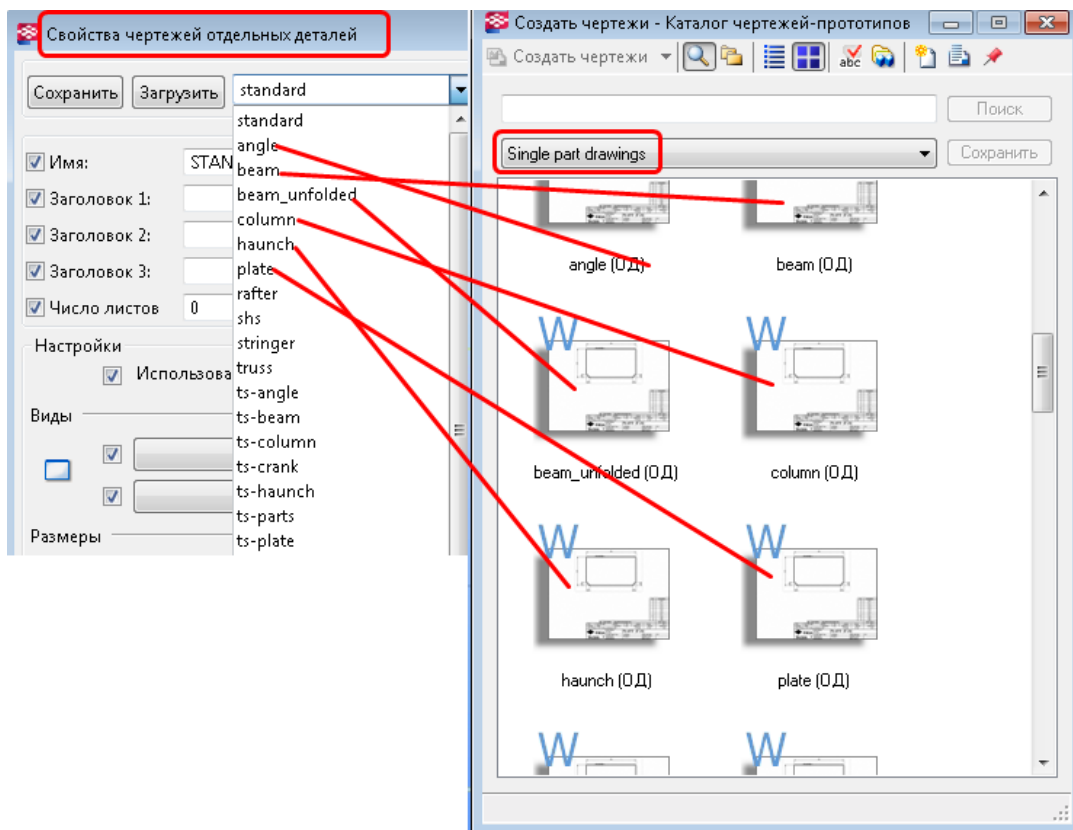 Свойства чертежей отдельных деталей
Сохранить Загрузить standard
standard
angle
beam
beam_unfolded
column
haunch
plate
rafter
shs
stringer
truss
ts-angle
ts-beam
ts-column
ts-crank
ts-haunch
ts-parts
ts-plate
Имя: STAN
Заголовок 1:
Заголовок 2:
Заголовок 3:
Число листов 0
Настройки
Использова
Виды
Размеры
Создать чертежи - Каталог чертежей-прототипов
Создать чертежи abc
Поиск
Single part drawings Сохранить
angle (ОД) beam (ОД)
W W
beam_unfolded (ОД) column (ОД)
W W
haunch (ОД) plate (ОД)
W W